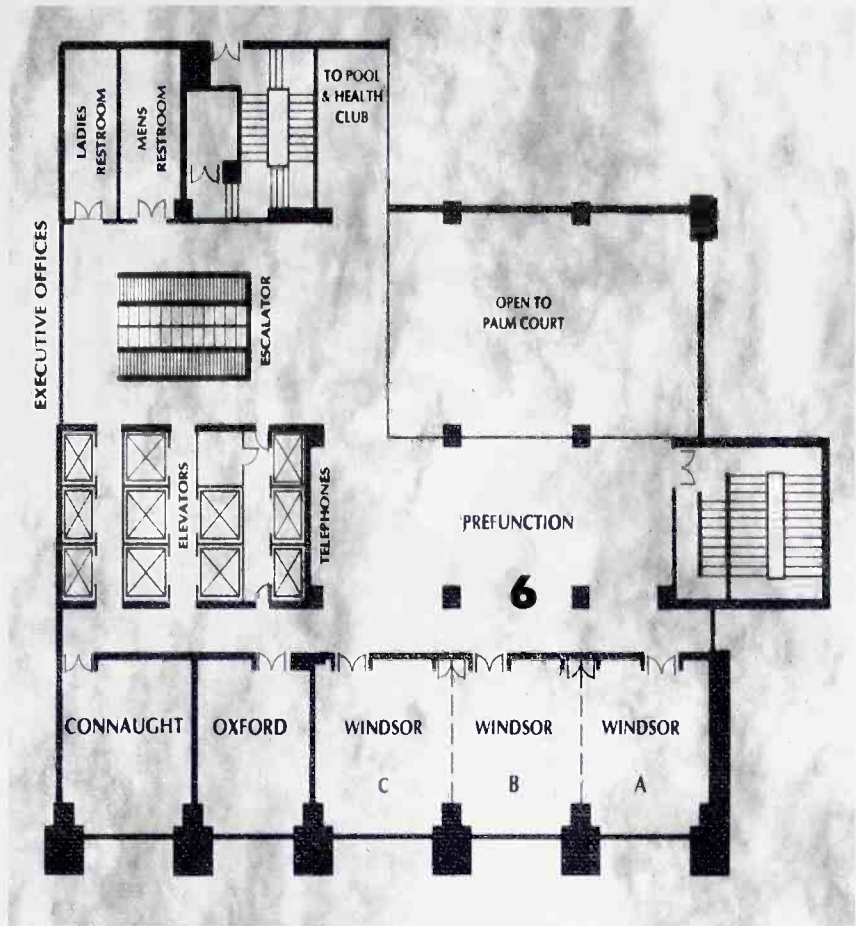 LADIES
RESTROOM
MENS
RESTROOM
TO POOL
& HEALTH
CLUB
EXECUTIVE OFFICES
ESCALATOR
OPEN TO
PALM COURT
ELEVATORS
TELEPHONES
PREFUNCTION
6
CONNAUGHT
OXFORD
WINDSOR
C
WINDSOR
B
WINDSOR
A